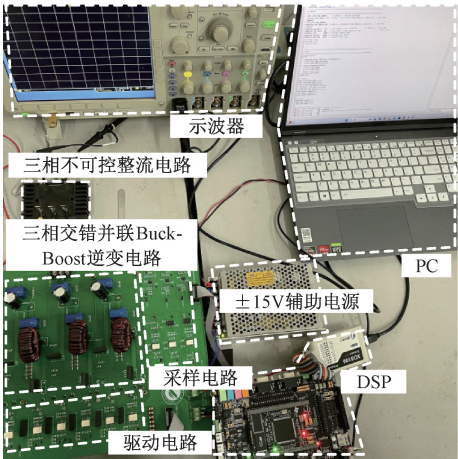 示波器
三相不可控整流电路
三相交错并联Buck-
Boost逆变电路
PC
±15V辅助电源
采样电路
DSP
驱动电路